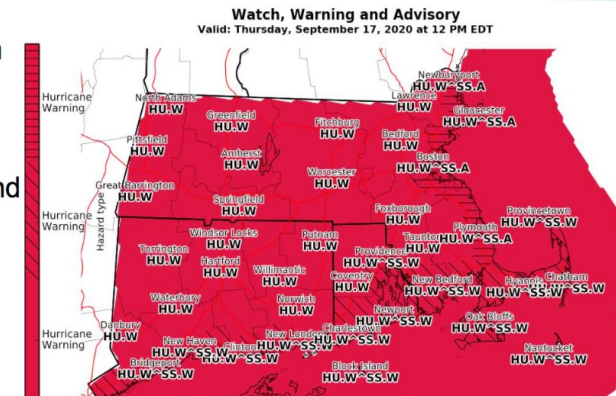 Watch, Warning and Advisory
Valid: Thursday, September 17, 2020 at 12 PM EDT
nd
Hurricane
Warning
Hurricane
Warning
Hurricane
Warning
Hazard type
Newburyport
HU.W^SS.A
North Adams
HU.W
Lawrence
HU.W
Gloucester
HU.W^SS.A
Greenfield
HU.W
Fitchburg
HU.W
Bedford
HU.W
Pittsfield
HU.W
Amherst
HU.W
Boston
HU.W^SS.A
Worcester
HU.W
Great Barrington
HU.W
Springfield
HU.W
Foxborough
HU.W
Provincetown
HU.W^SS.W
Windsor Locks
HU.W
Putnam
HU.W
Taunton
HU.W
Plymouth
HU.W^SS.A
Torrington
HU.W
Hartford
HU.W
Providence
HU.W^SS.W
Willimantic
HU.W
Coventry
HU.W
New Bedford
HU.W^SS.W
Hyannis
HU.W^SS.W
Chatham
HU.W^SS.W
Waterbury
HU.W
Norwich
HU.W
Newport
HU.W^SS.W
Oak Bluffs
HU.W^SS.W
Danbury
HU.W
New Haven
HU.W^SS.W
Clinton
HU.W^SS.W
New London
HU.W^SS.W
Charlestown
HU.W^SS.W
Nantucket
HU.W^SS.W
Bridgeport
HU.W^SS.W
Block Island
HU.W^SS.W